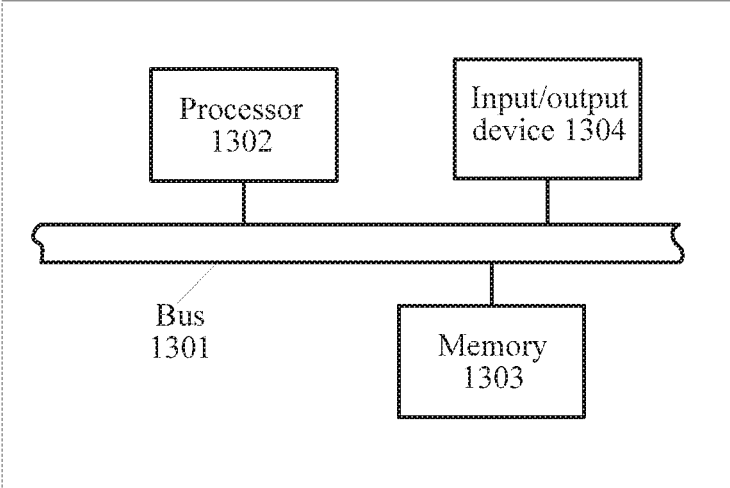 Processor
1302
Input/output
device 1304
Bus
1301
Memory
1303